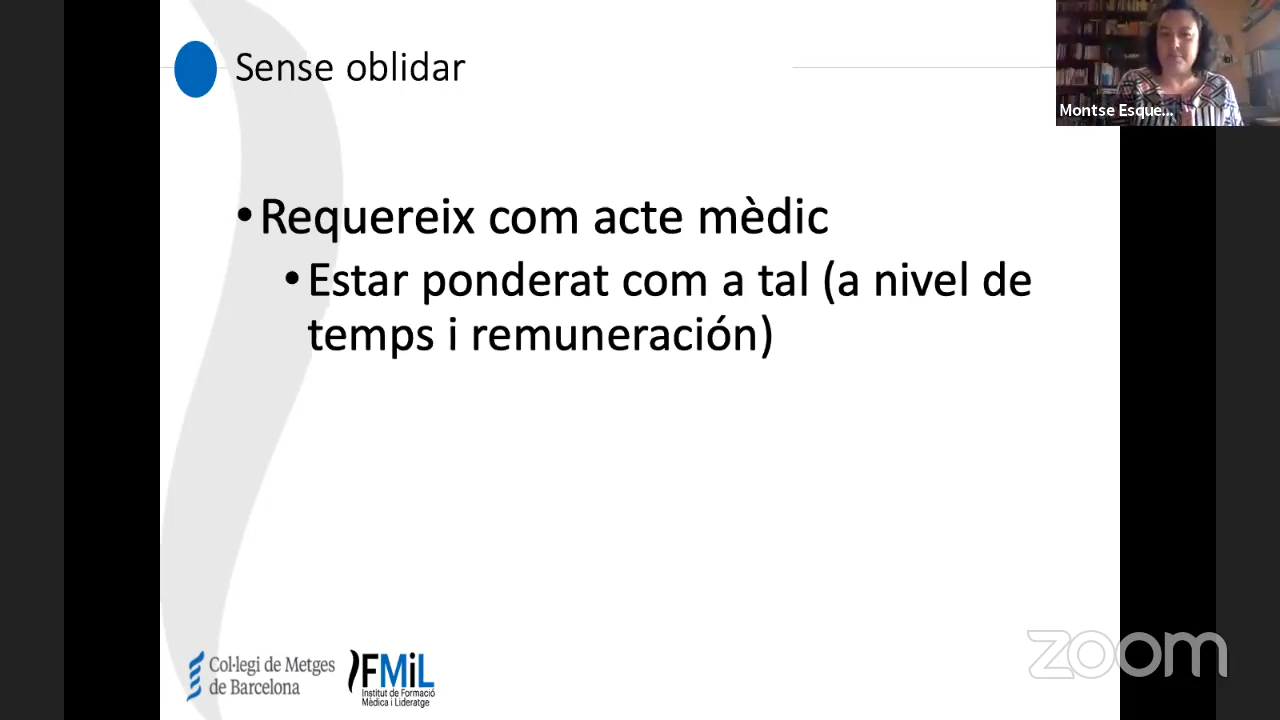 Sense oblidar
Montse Esque...
•Requereix com acte mèdic
•Estar ponderat com a tal (a nivel de
temps i remuneración)
Col·legi de Metges
de Barcelona
IFMiL
Institut de Formació
Mèdica i Lideratge
zoom